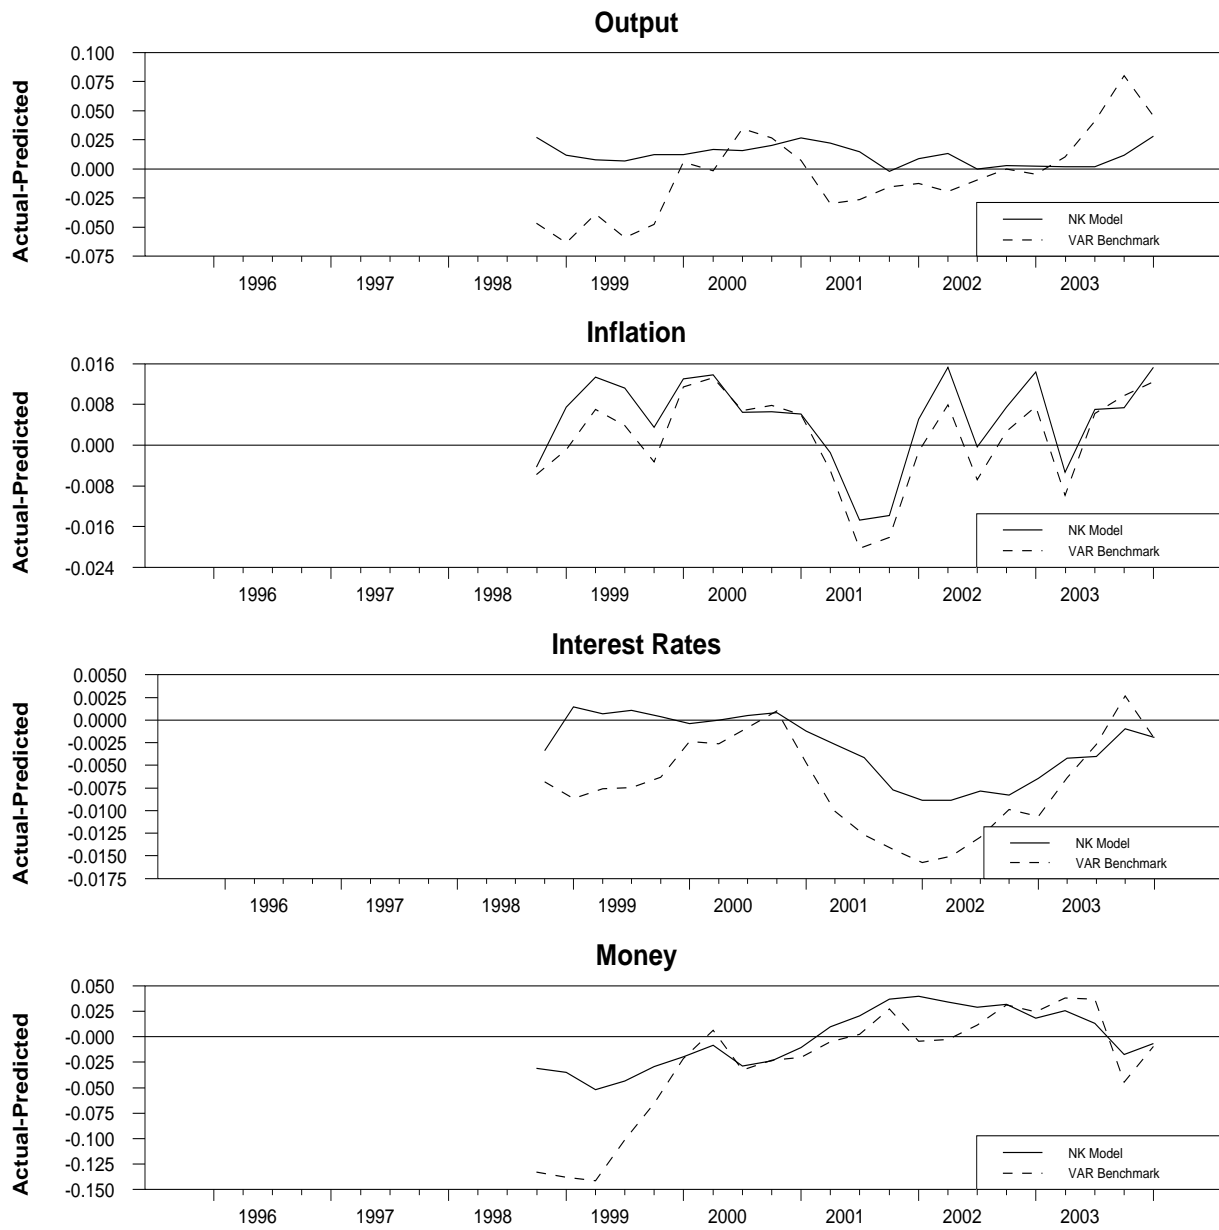 Output
Actual-Predicted
0.100
0.075
0.050
0.025
0.000
-0.025
-0.050
-0.075
NK Model
VAR Benchmark
1996 1997 1998 1999 2000 2001 2002 2003
Inflation
Actual-Predicted
0.016
0.008
0.000
-0.008
-0.016
-0.024
NK Model
VAR Benchmark
1996 1997 1998 1999 2000 2001 2002 2003
Interest Rates
Actual-Predicted
0.0050
0.0025
0.0000
-0.0025
-0.0050
-0.0075
-0.0100
-0.0125
-0.0150
-0.0175
NK Model
VAR Benchmark
1996 1997 1998 1999 2000 2001 2002 2003
Money
Actual-Predicted
0.050
0.025
-0.000
-0.025
-0.050
-0.075
-0.100
-0.125
-0.150
NK Model
VAR Benchmark
1996 1997 1998 1999 2000 2001 2002 2003